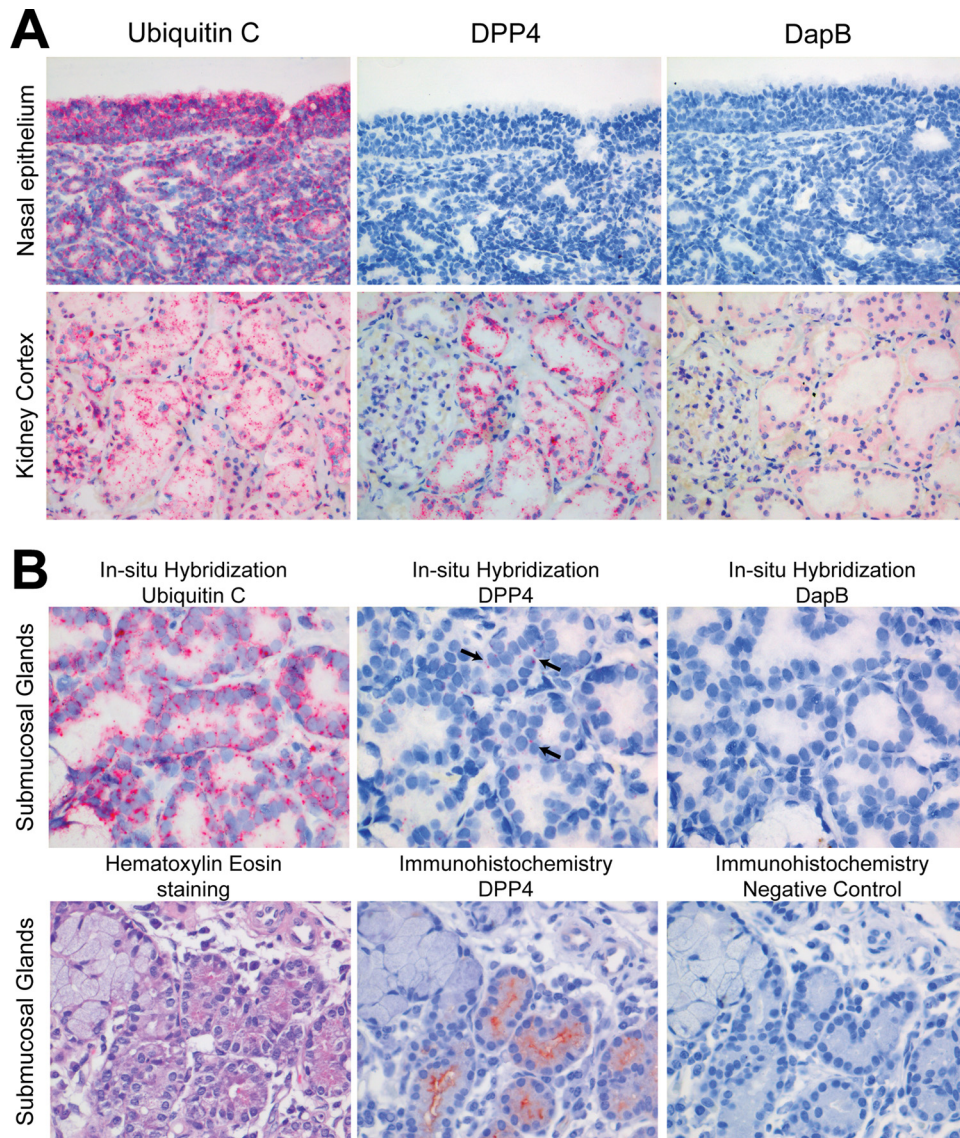 A
Ubiquitin C
DPP4
DapB
Nasal epithelium
Kidney Cortex
B
In-situ Hybridization
Ubiquitin C
In-situ Hybridization
DPP4
In-situ Hybridization
DapB
Submucosal Glands
Hematoxylin Eosin
staining
Immunohistochemistry
DPP4
Immunohistochemistry
Negative Control
Submucosal Glands